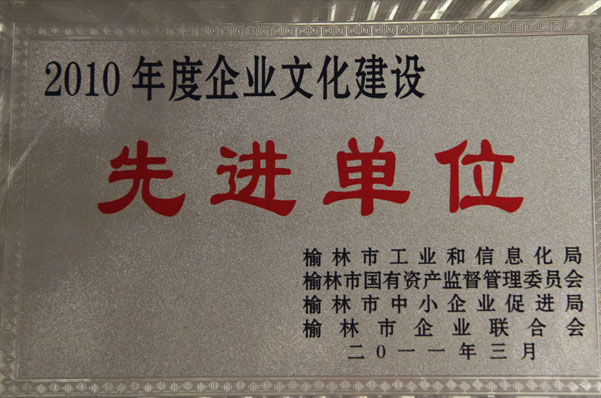 2010年度企业文化建设
先进单位
榆林市工业和信息化局
榆林市国有资产监督管理委员会
榆林市中小企业促进局
榆林市企业联合会
二〇一一年三月